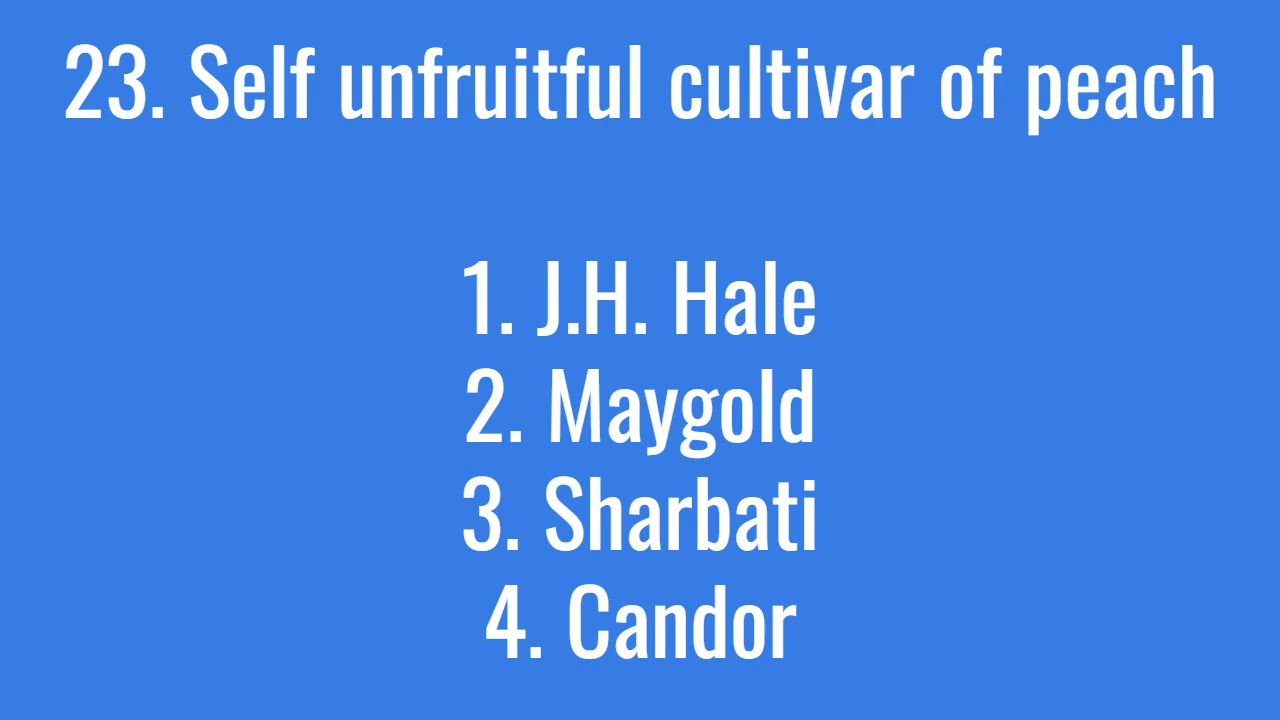 23. Self unfruitful cultivar of peach
1. J.H. Hale
2. Maygold
3. Sharbati
4. Candor